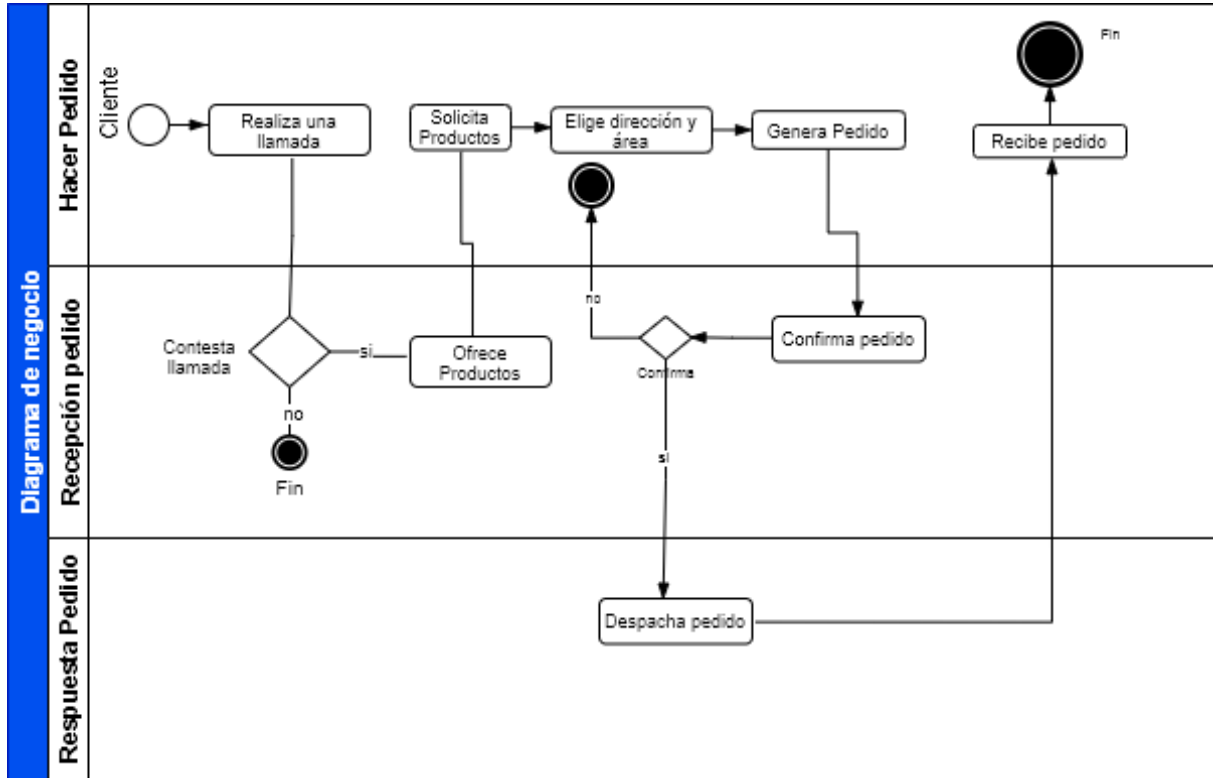 Diagrama de negocio
Hacer Pedido
Cliente
Realiza una
llamada
Solicita
Productos
Elige dirección y
área
Genera Pedido
Recibe pedido
Fin
Recepción pedido
Contesta
llamada
si
no
Fin
Ofrece
Productos
no
Confirma
Confirma pedido
si
Respuesta Pedido
Despacha pedido